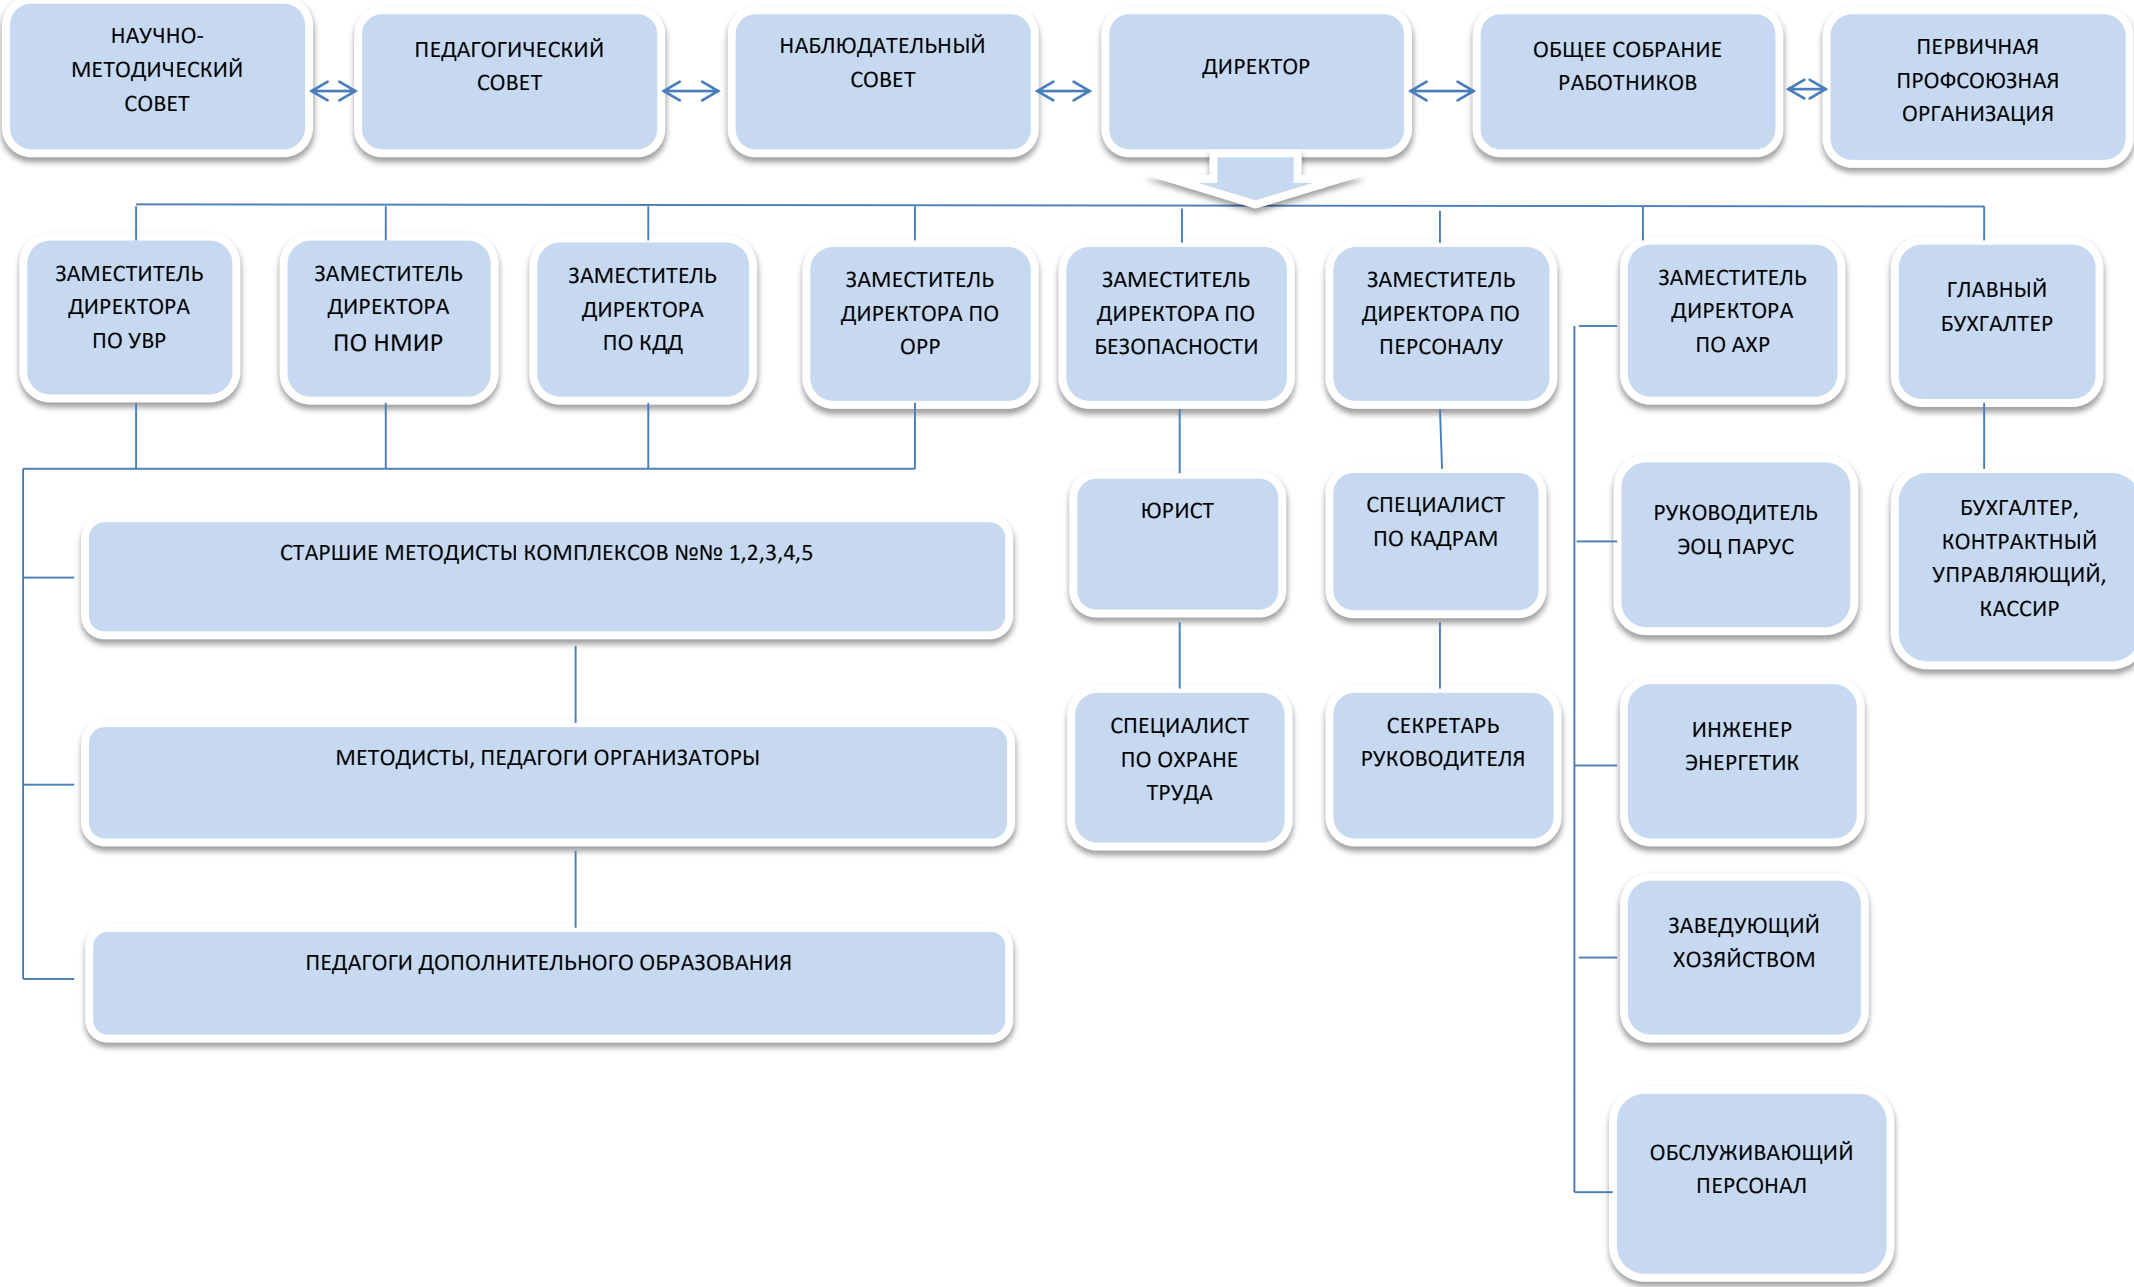 НАУЧНО-
МЕТОДИЧЕСКИЙ
СОВЕТ
ПЕДАГОГИЧЕСКИЙ
СОВЕТ
НАБЛЮДАТЕЛЬНЫЙ
СОВЕТ
ДИРЕКТОР
ОБЩЕЕ СОБРАНИЕ
РАБОТНИКОВ
ПЕРВИЧНАЯ
ПРОФСОЮЗНАЯ
ОРГАНИЗАЦИЯ
ЗАМЕСТИТЕЛЬ
ДИРЕКТОРА
ПО УВР
ЗАМЕСТИТЕЛЬ
ДИРЕКТОРА
ПО НМИР
ЗАМЕСТИТЕЛЬ
ДИРЕКТОРА
ПО КДД
ЗАМЕСТИТЕЛЬ
ДИРЕКТОРА ПО
ОРР
ЗАМЕСТИТЕЛЬ
ДИРЕКТОРА ПО
БЕЗОПАСНОСТИ
ЗАМЕСТИТЕЛЬ
ДИРЕКТОРА ПО
ПЕРСОНАЛУ
ЗАМЕСТИТЕЛЬ
ДИРЕКТОРА
ПО АХР
ГЛАВНЫЙ
БУХГАЛТЕР
СТАРШИЕ МЕТОДИСТЫ КОМПЛЕКСОВ №№ 1,2,3,4,5
ЮРИСТ
СПЕЦИАЛИСТ
ПО КАДРАМ
РУКОВОДИТЕЛЬ
ЭОЦ ПАРУС
БУХГАЛТЕР,
КОНТРАКТНЫЙ
УПРАВЛЯЮЩИЙ,
КАССИР
МЕТОДИСТЫ, ПЕДАГОГИ ОРГАНИЗАТОРЫ
СПЕЦИАЛИСТ
ПО ОХРАНЕ
ТРУДА
СЕКРЕТАРЬ
РУКОВОДИТЕЛЯ
ИНЖЕНЕР
ЭНЕРГЕТИК
ПЕДАГОГИ ДОПОЛНИТЕЛЬНОГО ОБРАЗОВАНИЯ
ЗАВЕДУЮЩИЙ
ХОЗЯЙСТВОМ
ОБСЛУЖИВАЮЩИЙ
ПЕРСОНАЛ